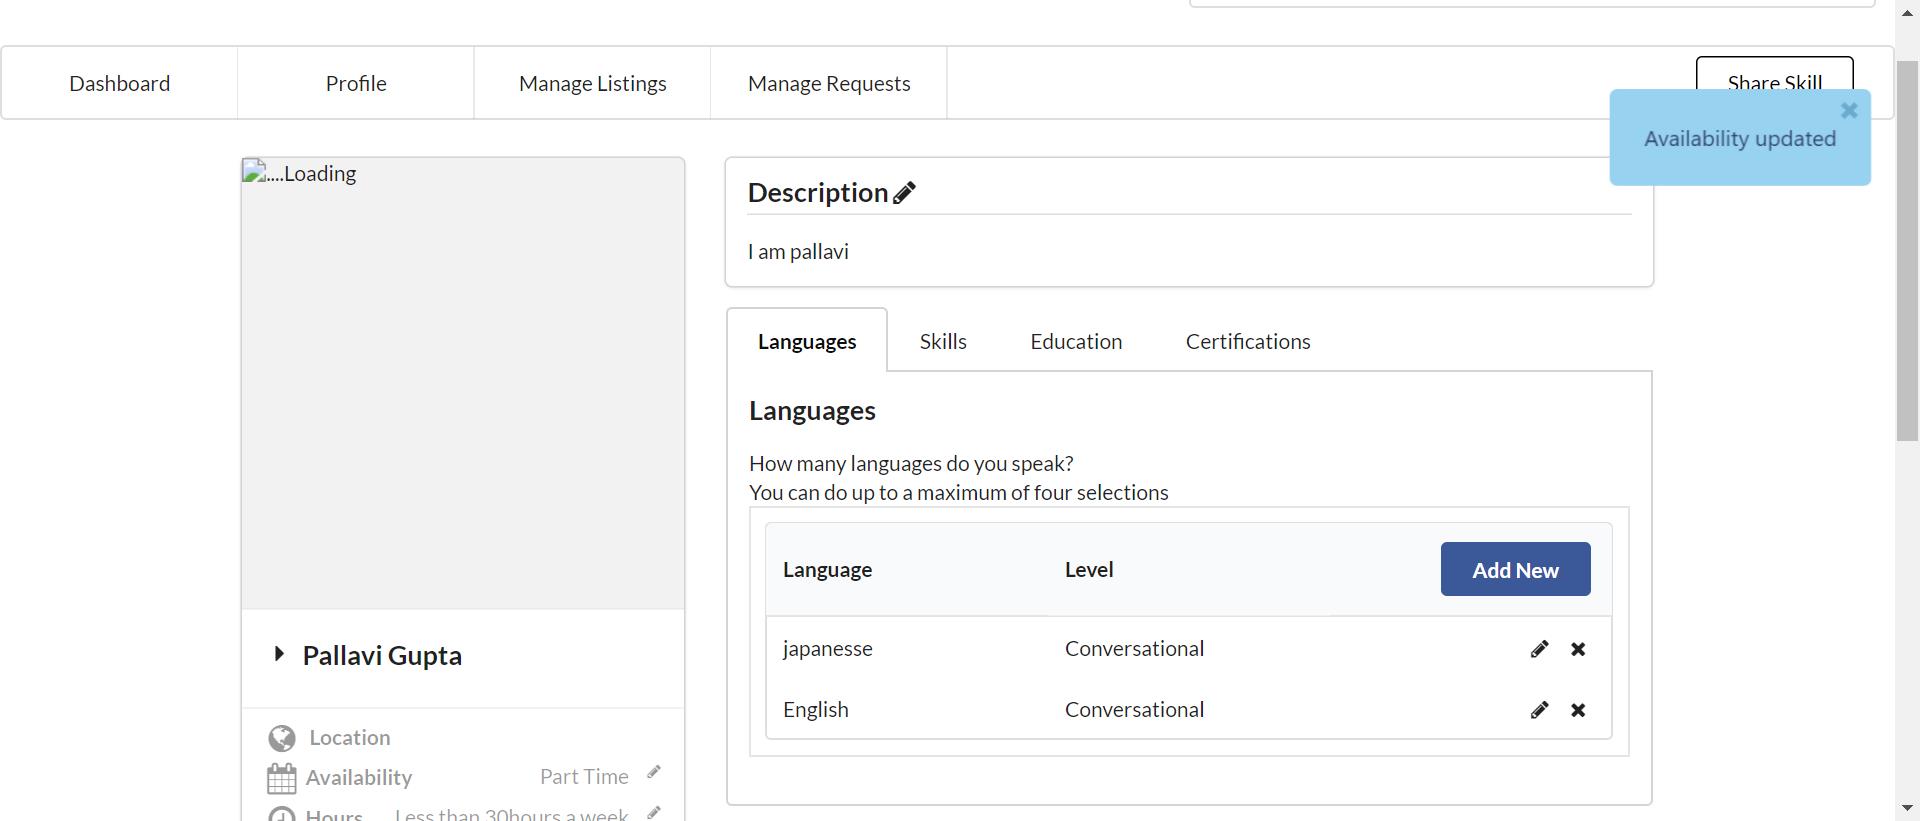 Dashboard Profile Manage Listings Manage Requests Share Skill
Availability updated
....Loading
Description
I am pallavi
Languages Skills Education Certifications
Languages
How many languages do you speak?
You can do up to a maximum of four selections
Language Level Add New
japanesse Conversational
English Conversational
Pallavi Gupta
Location
Availability Part Time
Hours Less than 30hours a week